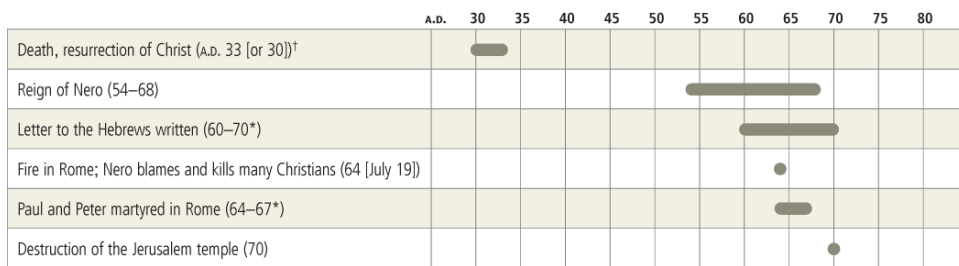 A.D. 30 35 40 45 50 55 60 65 70 75 80
Death, resurrection of Christ (A.D. 33 [or 30])†
Reign of Nero (54–68)
Letter to the Hebrews written (60–70*)
Fire in Rome; Nero blames and kills many Christians (64 [July 19])
Paul and Peter martyred in Rome (64–67*)
Destruction of the Jerusalem temple (70)